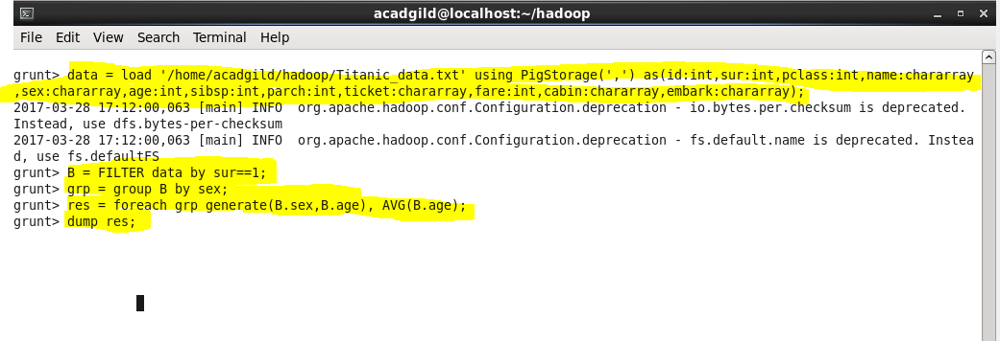 acadgild@localhost:~/hadoop
File Edit View Search Terminal Help
grunt> data = load '/home/acadgild/hadoop/Titanic_data.txt' using PigStorage(',') as(id:int,sur:int,pclass:int,name:chararray
,sex:chararray,age:int,sibsp:int,parch:int,ticket:chararray,fare:int,cabin:chararray,embark:chararray);
2017-03-28 17:12:00,063 [main] INFO  org.apache.hadoop.conf.Configuration.deprecation - io.bytes.per.checksum is deprecated.
Instead, use dfs.bytes-per-checksum
2017-03-28 17:12:00,063 [main] INFO  org.apache.hadoop.conf.Configuration.deprecation - fs.default.name is deprecated. Instea
d, use fs.defaultFS
grunt> B = FILTER data by sur==1;
grunt> grp = group B by sex;
grunt> res = foreach grp generate(B.sex,B.age), AVG(B.age);
grunt> dump res;